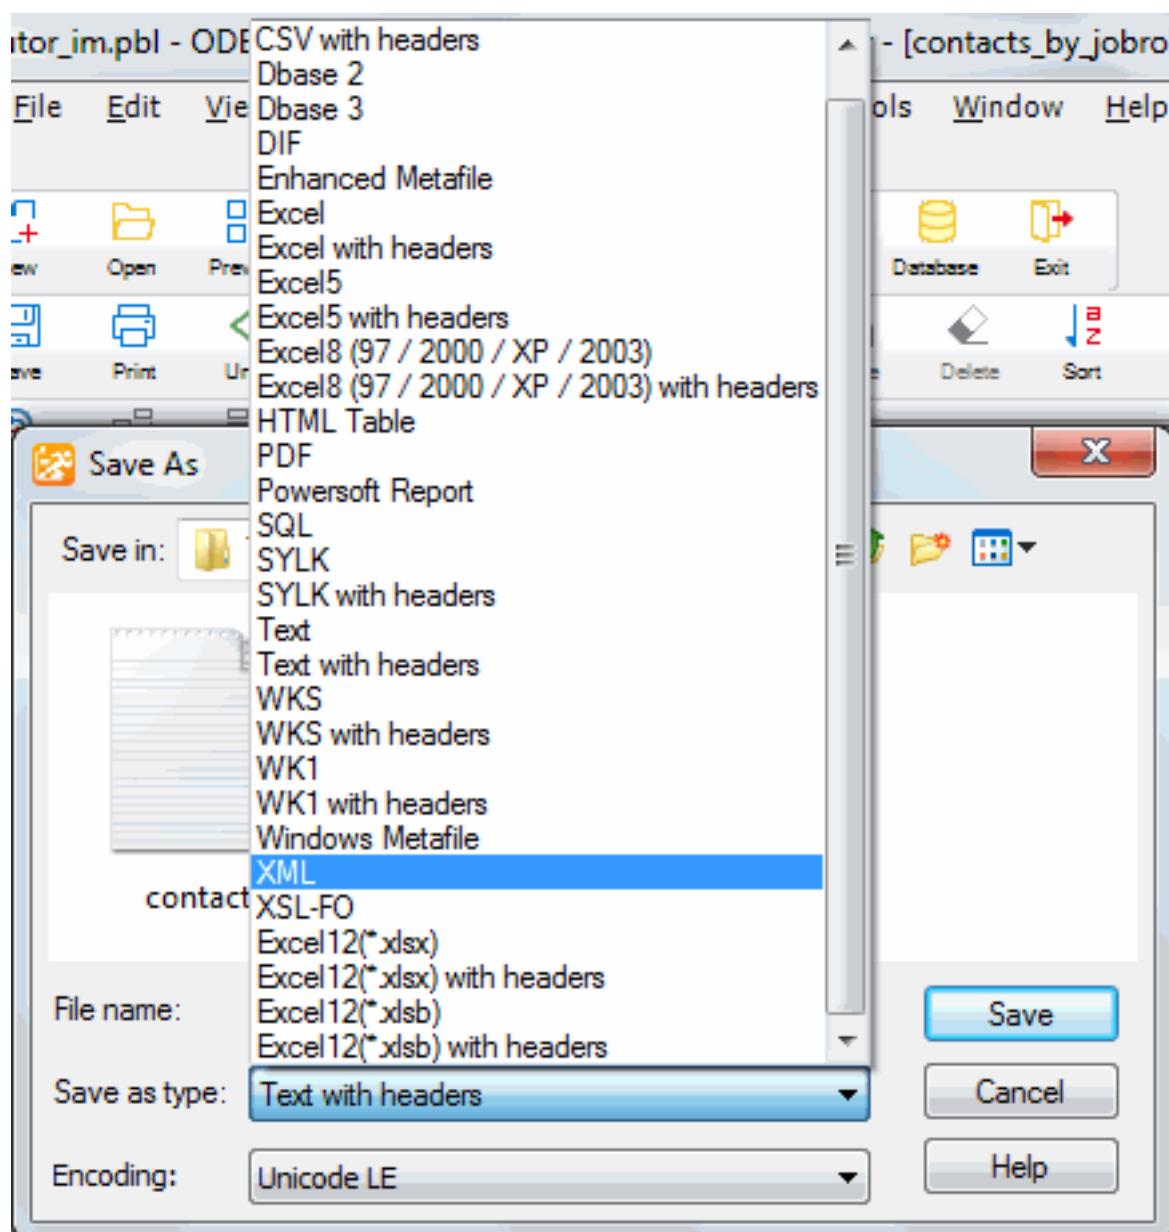 utor_im.pbl - ODE - [contacts_by_jobro
File Edit Vie ols Window Help
Open Prev Database Exit
Print Un Delete Sort
CSV with headers
Dbase 2
Dbase 3
DIF
Enhanced Metafile
Excel
Excel with headers
Excel5
Excel5 with headers
Excel8 (97 / 2000 / XP / 2003)
Excel8 (97 / 2000 / XP / 2003) with headers
HTML Table
PDF
Powersoft Report
SQL
SYLK
SYLK with headers
Text
Text with headers
WKS
WKS with headers
WK1
WK1 with headers
Windows Metafile
XML
XSL-FO
Excel12(*.xlsx)
Excel12(*.xlsx) with headers
Excel12(*.xlsb)
Excel12(*.xlsb) with headers
Save As
Save in:
contact
File name: Save
Save as type: Text with headers Cancel
Encoding: Unicode LE Help